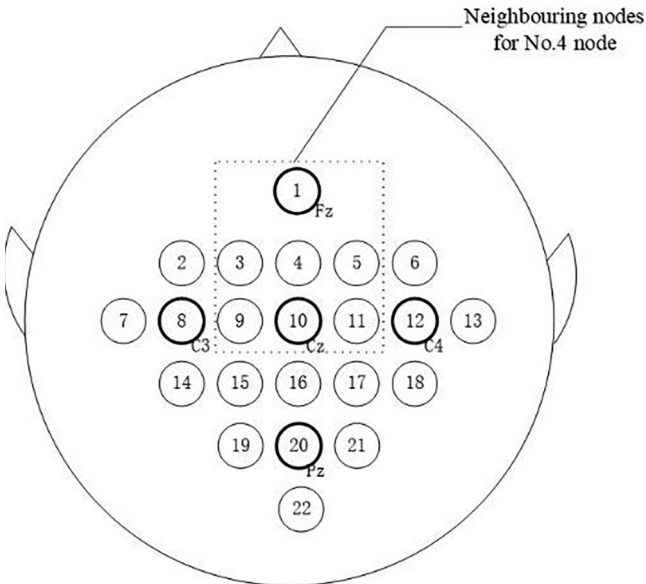 Neighbouring nodes
for No.4 node
1
Fz
2 3 4 5 6
7 8 9 10 11 12 13
C3 Cz C4
14 15 16 17 18
19 20 21
Pz
22